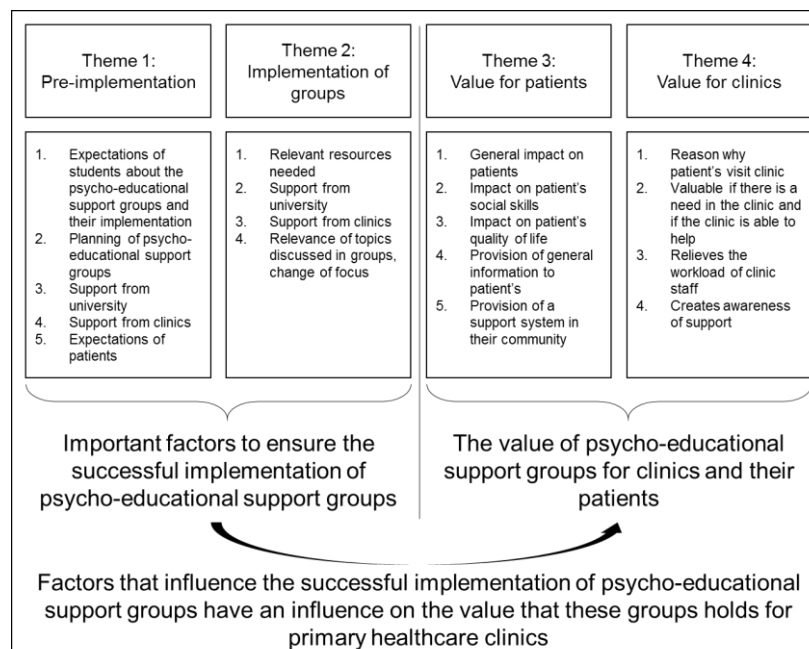 Theme 1:
Pre-implementation
Theme 2:
Implementation of
groups
Theme 3:
Value for patients
Theme 4:
Value for clinics
1. Expectations of
students about the
psycho-educational
support groups and
their implementation
2. Planning of psycho-
educational support
groups
3. Support from
university
4. Support from clinics
5. Expectations of
patients
1. Relevant resources
needed
2. Support from
university
3. Support from clinics
4. Relevance of topics
discussed in groups,
change of focus
1. General impact on
patients
2. Impact on patient's
social skills
3. Impact on patient's
quality of life
4. Provision of general
information to
patient's
5. Provision of a
support system in
their community
1. Reason why
patient's visit clinic
2. Valuable if there is a
need in the clinic and
if the clinic is able to
help
3. Relieves the
workload of clinic
staff
4. Creates awareness
of support
Important factors to ensure the
successful implementation of
psycho-educational support groups
The value of psycho-educational
support groups for clinics and their
patients
Factors that influence the successful implementation of psycho-educational
support groups have an influence on the value that these groups holds for
primary healthcare clinics